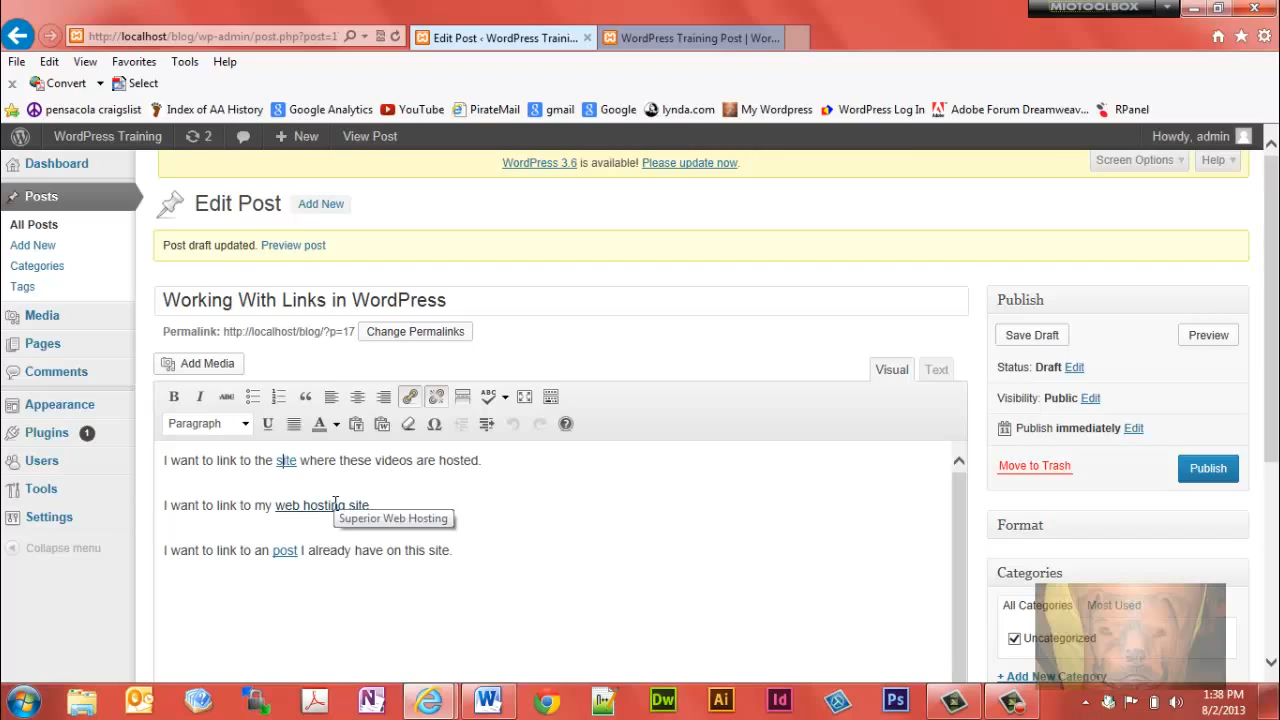 MIOTOOLBOX
http://localhost/blog/wp-admin/post.php?post=1
Edit Post ‹ WordPress Traini...
WordPress Training Post | Wor...
File Edit View Favorites Tools Help
Convert Select
pensacola craigslist Index of AA History Google Analytics YouTube PirateMail gmail Google lynda.com My Wordpress WordPress Log In Adobe Forum Dreamweav... RPanel
WordPress Training 2 New View Post Howdy, admin
WordPress 3.6 is available! Please update now.
Screen Options Help
Dashboard
Posts
All Posts
Add New
Categories
Tags
Media
Pages
Comments
Appearance
Plugins 1
Users
Tools
Settings
Collapse menu
Edit Post Add New
Post draft updated. Preview post
Working With Links in WordPress
Permalink: http://localhost/blog/?p=17 Change Permalinks
Add Media
Visual Text
B I ABC ABC
Paragraph U A
I want to link to the site where these videos are hosted.
I want to link to my web hosting site
Superior Web Hosting
I want to link to an post I already have on this site.
Publish
Save Draft Preview
Status: Draft Edit
Visibility: Public Edit
Publish immediately Edit
Move to Trash Publish
Format
Categories
All Categories Most Used
Uncategorized
+ Add New Category
Dw Ai Id Ps
1:38 PM
8/2/2013